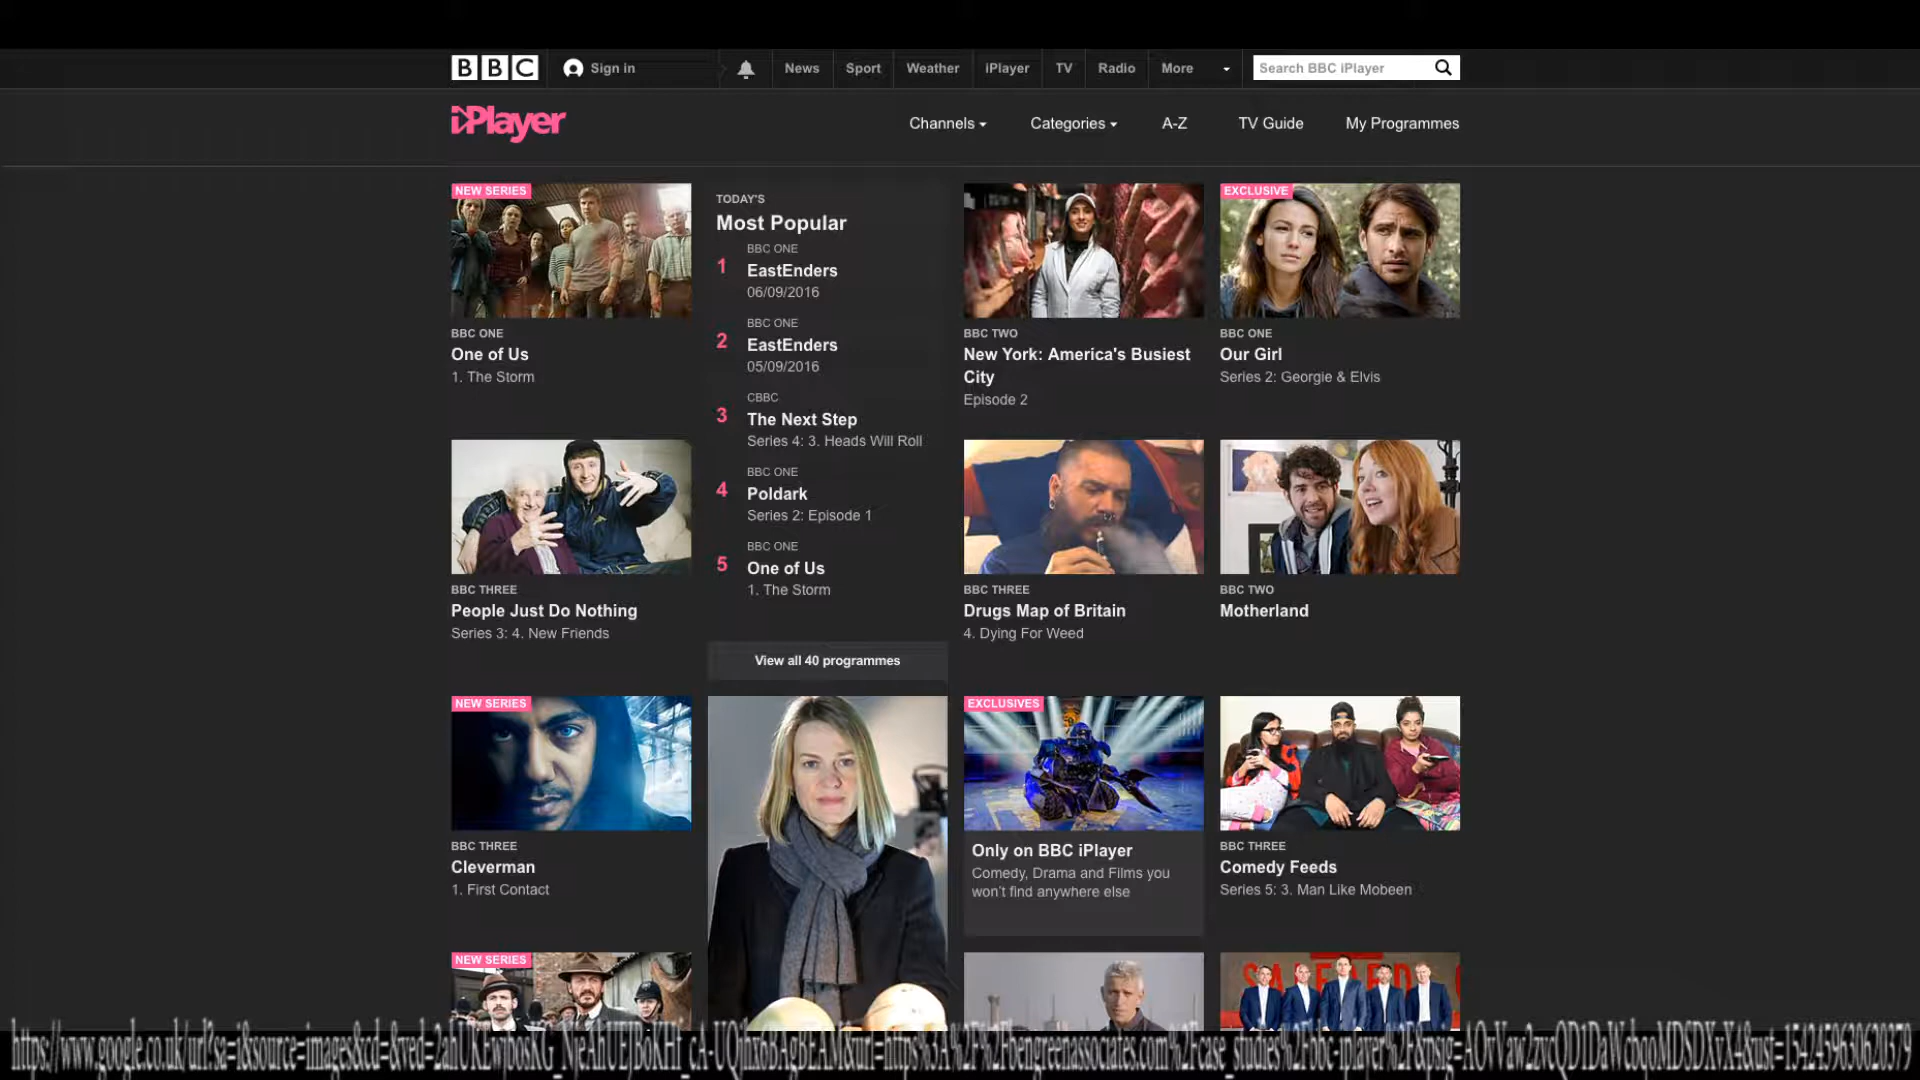 BBC
Sign in
News
Sport
Weather
iPlayer
TV
Radio
More
Search BBC iPlayer
iPlayer
Channels
Categories
A-Z
TV Guide
My Programmes
NEW SERIES
BBC ONE
One of Us
1. The Storm
TODAY'S
Most Popular
1
BBC ONE
EastEnders
06/09/2016
2
BBC ONE
EastEnders
05/09/2016
3
CBBC
The Next Step
Series 4: 3. Heads Will Roll
4
BBC ONE
Poldark
Series 2: Episode 1
5
BBC ONE
One of Us
1. The Storm
View all 40 programmes
BBC TWO
New York: America's Busiest
City
Episode 2
EXCLUSIVE
BBC ONE
Our Girl
Series 2: Georgie & Elvis
BBC THREE
People Just Do Nothing
Series 3: 4. New Friends
BBC THREE
Drugs Map of Britain
4. Dying For Weed
BBC TWO
Motherland
NEW SERIES
BBC THREE
Cleverman
1. First Contact
EXCLUSIVES
Only on BBC iPlayer
Comedy, Drama and Films you
won't find anywhere else
BBC THREE
Comedy Feeds
Series 5: 3. Man Like Mobeen
NEW SERIES